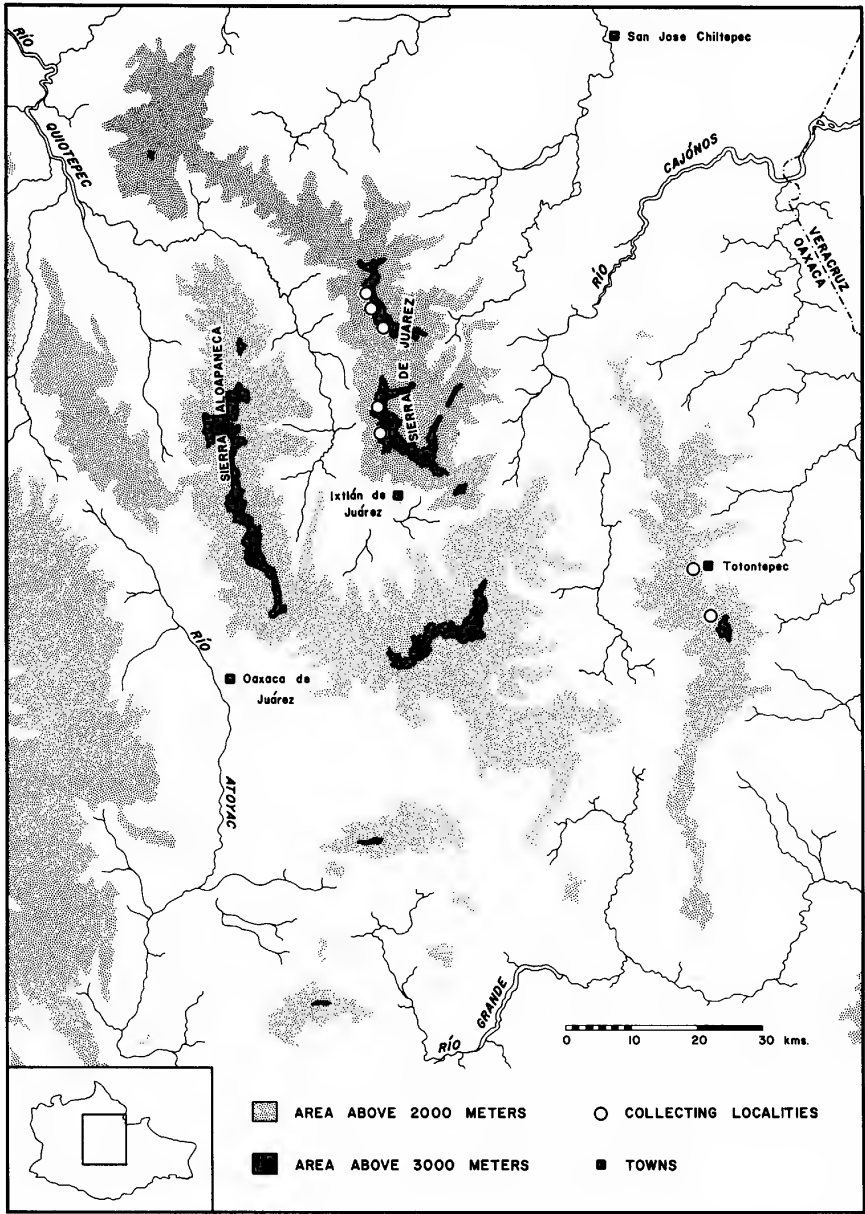 San Jose Chiltepec
RÍO
QUIOTEPEC
RÍO
CAJÓNOS
VERACRUZ
OAXACA
SIERRA ALOAPANECA
SIERRA DE JUAREZ
Ixtlán de
Juárez
Totontepec
RÍO
ATOYAC
Oaxaca de
Juárez
RÍO
GRANDE
0 10 20 30 kms.
AREA ABOVE 2000 METERS
COLLECTING LOCALITIES
AREA ABOVE 3000 METERS
TOWNS